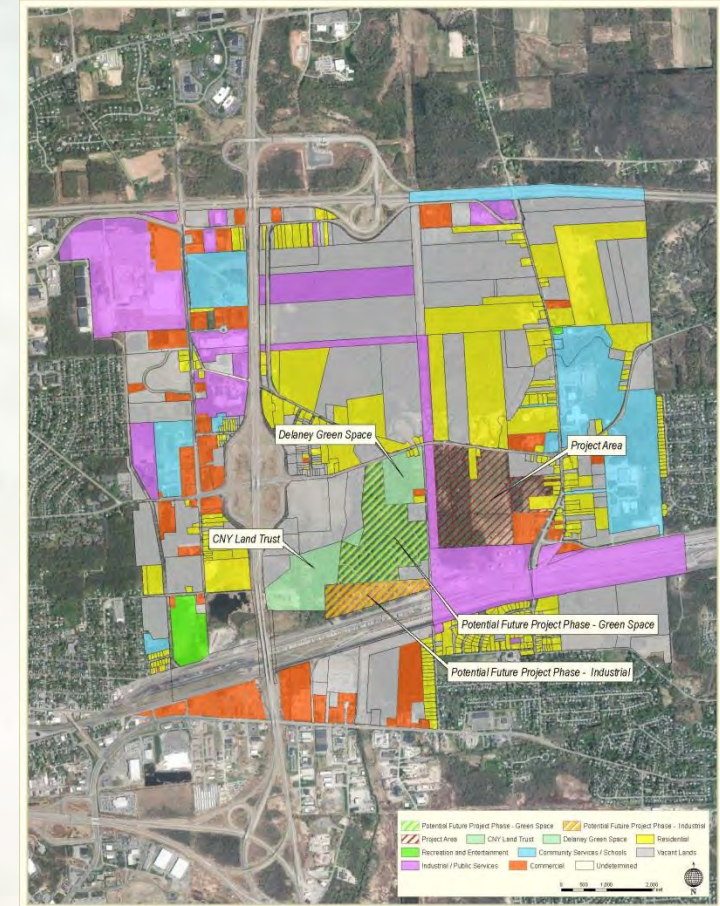 Delaney Green Space
Project Area
CNY Land Trust
Potential Future Project Phase - Green Space
Potential Future Project Phase - Industrial
Potential Future Project Phase - Green Space Potential Future Project Phase - Industrial
Project Area CNY Land Trust Delaney Green Space Residential
Recreation and Entertainment Community Services / Schools Vacant Lands
Industrial / Public Services Commercial Undetermined
0 500 1,000 2,000
Feet
N